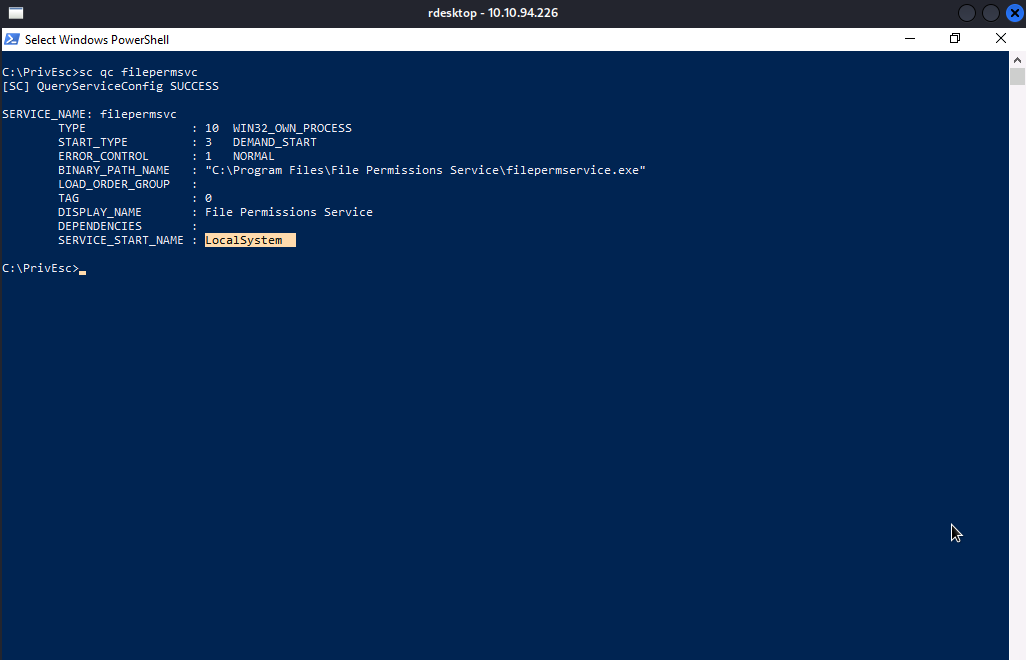 rdesktop - 10.10.94.226
Select Windows PowerShell
C:\PrivEsc>sc qc filepermsvc
[SC] QueryServiceConfig SUCCESS
SERVICE_NAME: filepermsvc
        TYPE               : 10  WIN32_OWN_PROCESS
        START_TYPE         : 3   DEMAND_START
        ERROR_CONTROL      : 1   NORMAL
        BINARY_PATH_NAME   : "C:\Program Files\File Permissions Service\filepermservice.exe"
        LOAD_ORDER_GROUP   :
        TAG                : 0
        DISPLAY_NAME       : File Permissions Service
        DEPENDENCIES       :
        SERVICE_START_NAME : LocalSystem
C:\PrivEsc>